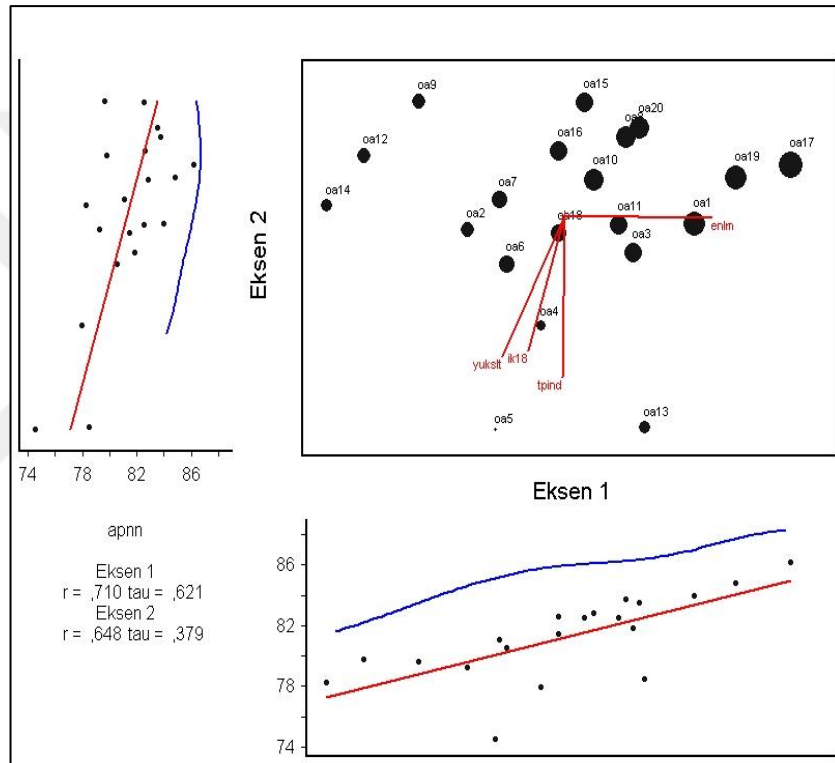 oa9
oa15
oa20
oa16
oa12
oa17
oa10
oa19
oa14
oa7
oa2
oa18
oa11
oa1
enlm
oa3
oa6
oa4
yukslt ik18
tpind
oa5
oa13
Eksen 2
74 78 82 86
Eksen 1
apnn
Eksen 1
r = ,710 tau = ,621
Eksen 2
r = ,648 tau = ,379
86
82
78
74